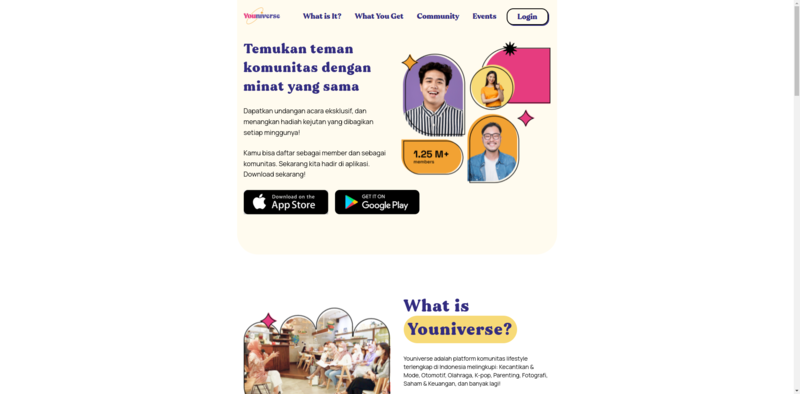 Youniverse
What is It?
What You Get
Community
Events
Login
Temukan teman
komunitas dengan
minat yang sama
Dapatkan undangan acara eksklusif, dan
menangkan hadiah kejutan yang dibagikan
setiap minggunya!
Kamu bisa daftar sebagai member dan sebagai
komunitas. Sekarang kita hadir di aplikasi.
Download sekarang!
Download on the
App Store
GET IT ON
Google Play
1.25 M+
members
What is
Youniverse?
Youniverse adalah platform komunitas lifestyle
terlengkap di Indonesia melingkupi: Kecantikan &
Mode, Otomotif, Olahraga, K-pop, Parenting, Fotografi,
Saham & Keuangan, dan banyak lagi!